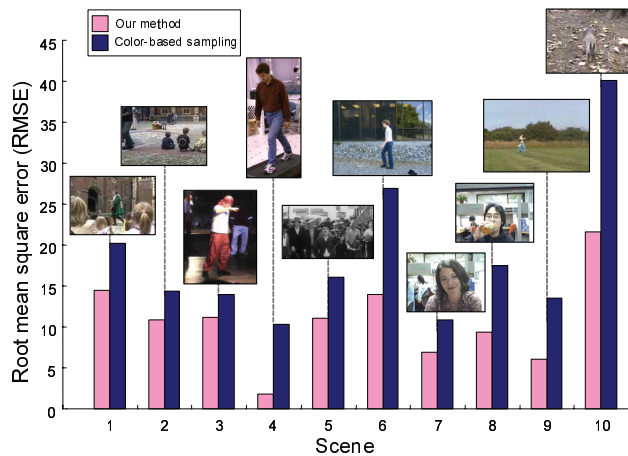 Our method
Color-based sampling
Root mean square error (RMSE)
45
40
35
30
25
20
15
10
5
0
1 2 3 4 5 6 7 8 9 10
Scene